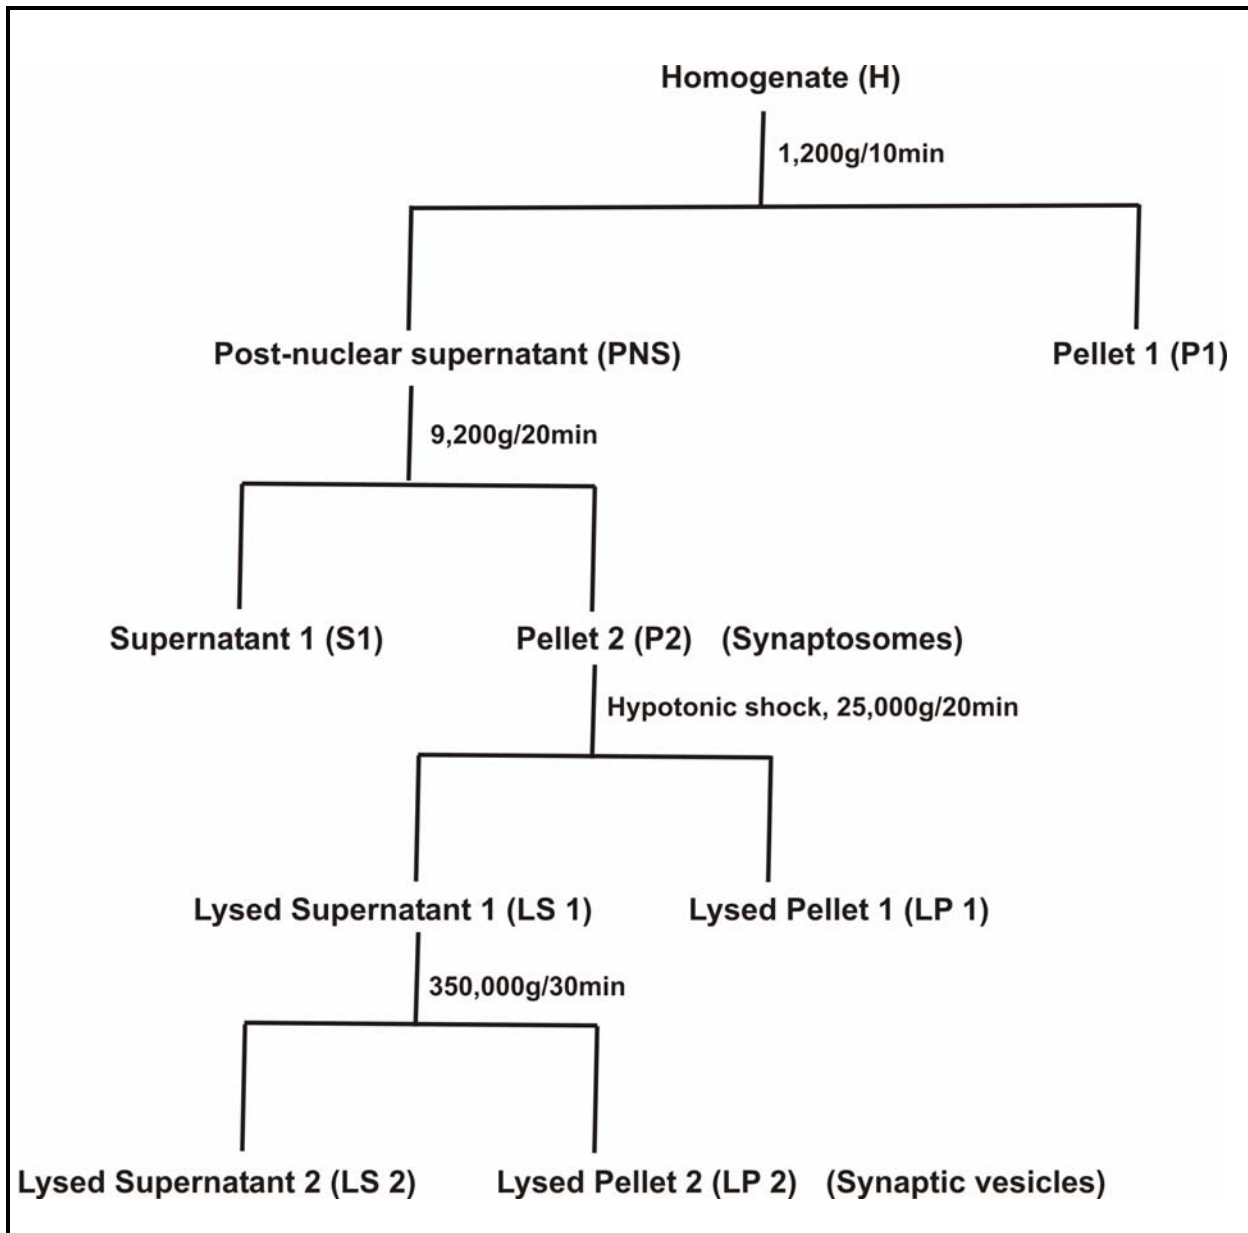 Homogenate (H)
1,200g/10min
Post-nuclear supernatant (PNS)
Pellet 1 (P1)
9,200g/20min
Supernatant 1 (S1)
Pellet 2 (P2) (Synaptosomes)
Hypotonic shock, 25,000g/20min
Lysed Supernatant 1 (LS 1)
Lysed Pellet 1 (LP 1)
350,000g/30min
Lysed Supernatant 2 (LS 2)
Lysed Pellet 2 (LP 2) (Synaptic vesicles)